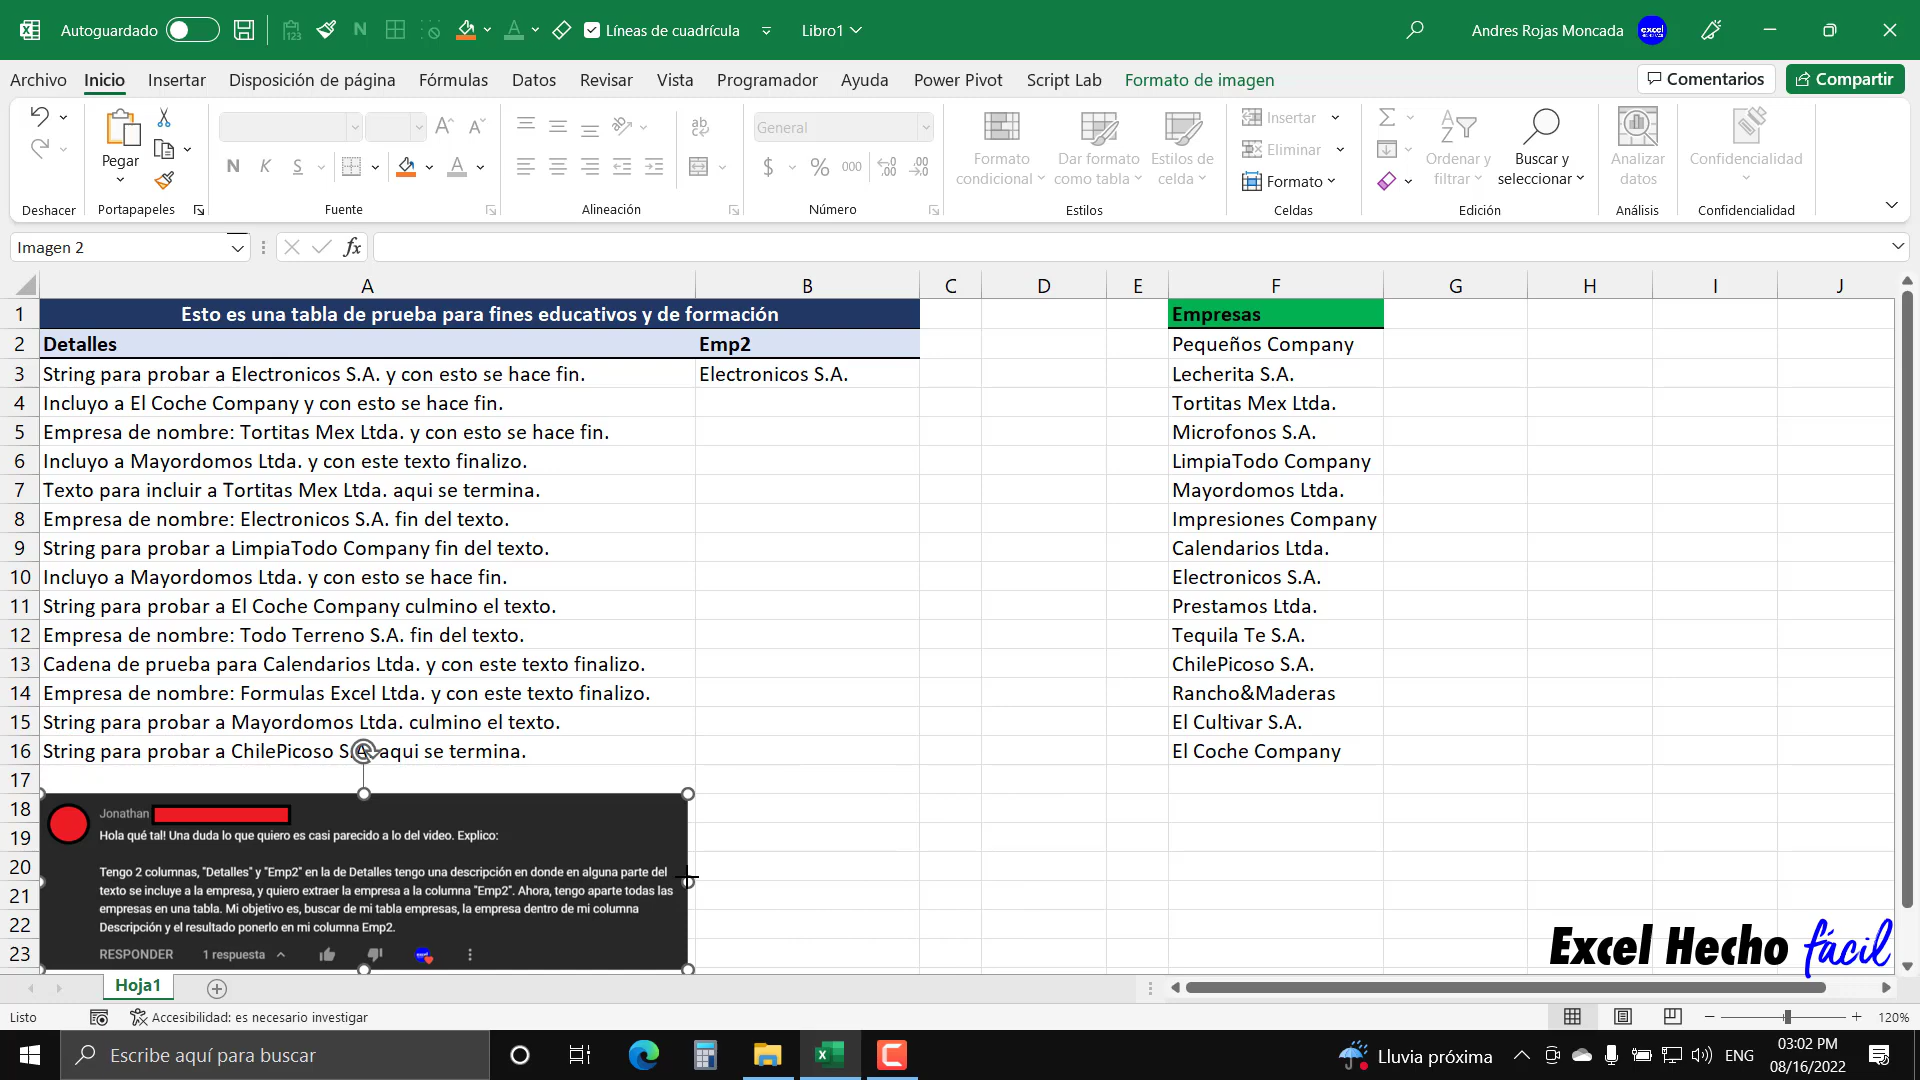 Autoguardado
Líneas de cuadrícula
Libro1
Andres Rojas Moncada
Archivo Inicio Insertar Disposición de página Fórmulas Datos Revisar Vista Programador Ayuda Power Pivot Script Lab Formato de imagen
Comentarios
Compartir
Pegar
N K S
General
$ % 000
Formato condicional
Dar formato como tabla
Estilos de celda
Insertar
Eliminar
Formato
Ordenar y filtrar
Buscar y seleccionar
Analizar datos
Confidencialidad
Deshacer Portapapeles Fuente Alineación Número Estilos Celdas Edición Análisis Confidencialidad
Imagen 2
fx
A B C D E F G H I J
1 Esto es una tabla de prueba para fines educativos y de formación Empresas
2 Detalles Emp2 Pequeños Company
3 String para probar a Electronicos S.A. y con esto se hace fin. Electronicos S.A. Lecherita S.A.
4 Incluyo a El Coche Company y con esto se hace fin. Tortitas Mex Ltda.
5 Empresa de nombre: Tortitas Mex Ltda. y con esto se hace fin. Microfonos S.A.
6 Incluyo a Mayordomos Ltda. y con este texto finalizo. LimpiaTodo Company
7 Texto para incluir a Tortitas Mex Ltda. aqui se termina. Mayordomos Ltda.
8 Empresa de nombre: Electronicos S.A. fin del texto. Impresiones Company
9 String para probar a LimpiaTodo Company fin del texto. Calendarios Ltda.
10 Incluyo a Mayordomos Ltda. y con esto se hace fin. Electronicos S.A.
11 String para probar a El Coche Company culmino el texto. Prestamos Ltda.
12 Empresa de nombre: Todo Terreno S.A. fin del texto. Tequila Te S.A.
13 Cadena de prueba para Calendarios Ltda. y con este texto finalizo. ChilePicoso S.A.
14 Empresa de nombre: Formulas Excel Ltda. y con este texto finalizo. Rancho&Maderas
15 String para probar a Mayordomos Ltda. culmino el texto. El Cultivar S.A.
16 String para probar a ChilePicoso S.A. aqui se termina. El Coche Company
17
18
19
20
21
22
23
Jonathan
Hola qué tal! Una duda lo que quiero es casi parecido a lo del video. Explico:
Tengo 2 columnas, "Detalles" y "Emp2" en la de Detalles tengo una descripción en donde en alguna parte del
texto se incluye a la empresa, y quiero extraer la empresa a la columna "Emp2". Ahora, tengo aparte todas las
empresas en una tabla. Mi objetivo es, buscar de mi tabla empresas, la empresa dentro de mi columna
Descripción y el resultado ponerlo en mi columna Emp2.
RESPONDER 1 respuesta
Excel Hecho fácil
Hoja1
Listo
Accesibilidad: es necesario investigar
120%
Escribe aquí para buscar
Lluvia próxima
ENG
03:02 PM
08/16/2022